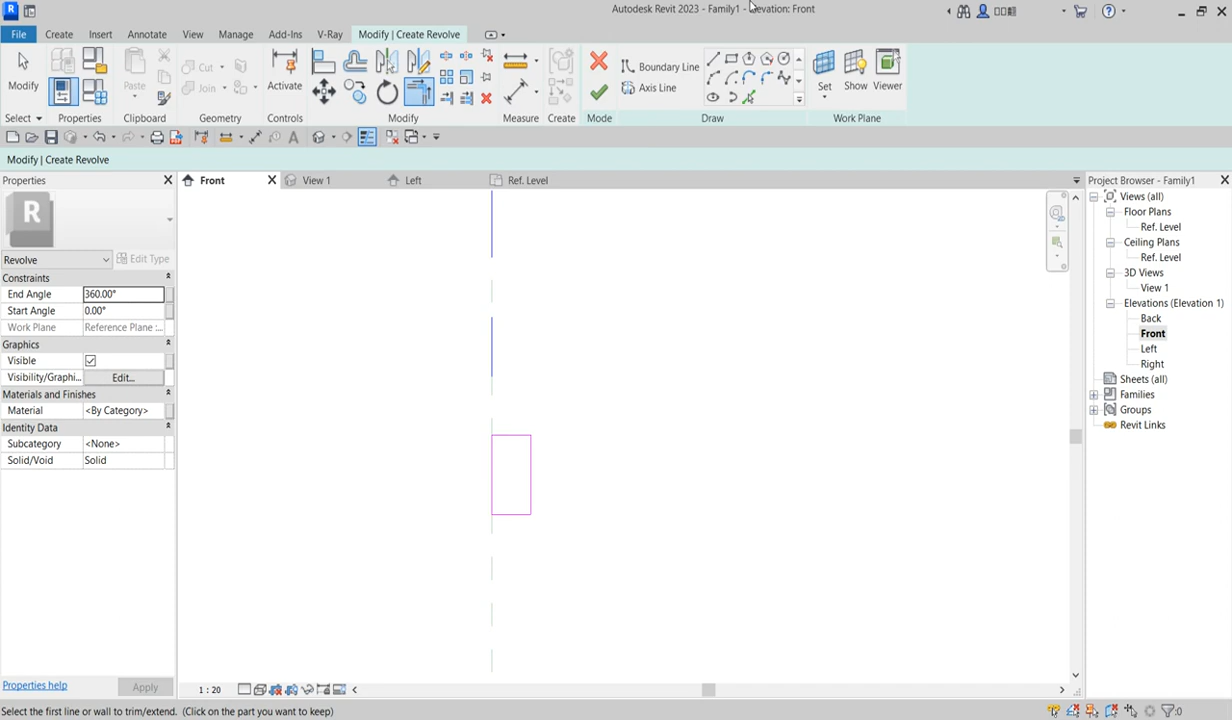 Autodesk Revit 2023 - Family1 - Elevation: Front
File Create Insert Annotate View Manage Add-Ins V-Ray Modify | Create Revolve
Modify Paste Cut Join Activate Create Boundary Line Axis Line Set Show Viewer
Select Properties Clipboard Geometry Controls Modify Measure Create Mode Draw Work Plane
Modify | Create Revolve
Properties
Front View 1 Left Ref. Level
Project Browser - Family1
R
Revolve Edit Type
Constraints
End Angle 360.00°
Start Angle 0.00°
Work Plane Reference Plane :...
Graphics
Visible
Visibility/Graphi... Edit...
Materials and Finishes
Material <By Category>
Identity Data
Subcategory <None>
Solid/Void Solid
Views (all)
Floor Plans
Ref. Level
Ceiling Plans
Ref. Level
3D Views
View 1
Elevations (Elevation 1)
Back
Front
Left
Right
Sheets (all)
Families
Groups
Revit Links
Properties help Apply
1 : 20
Select the first line or wall to trim/extend. (Click on the part you want to keep)
:0